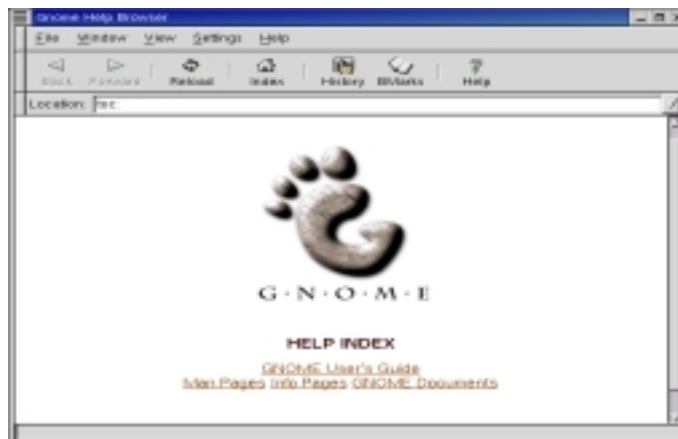 Gnome Help Browser
File Window View Settings Help
Back Forward Reload Index History BMarks Help
Location: toc:
G·N·O·M·E
HELP INDEX
GNOME User's Guide
Man Pages Info Pages GNOME Documents